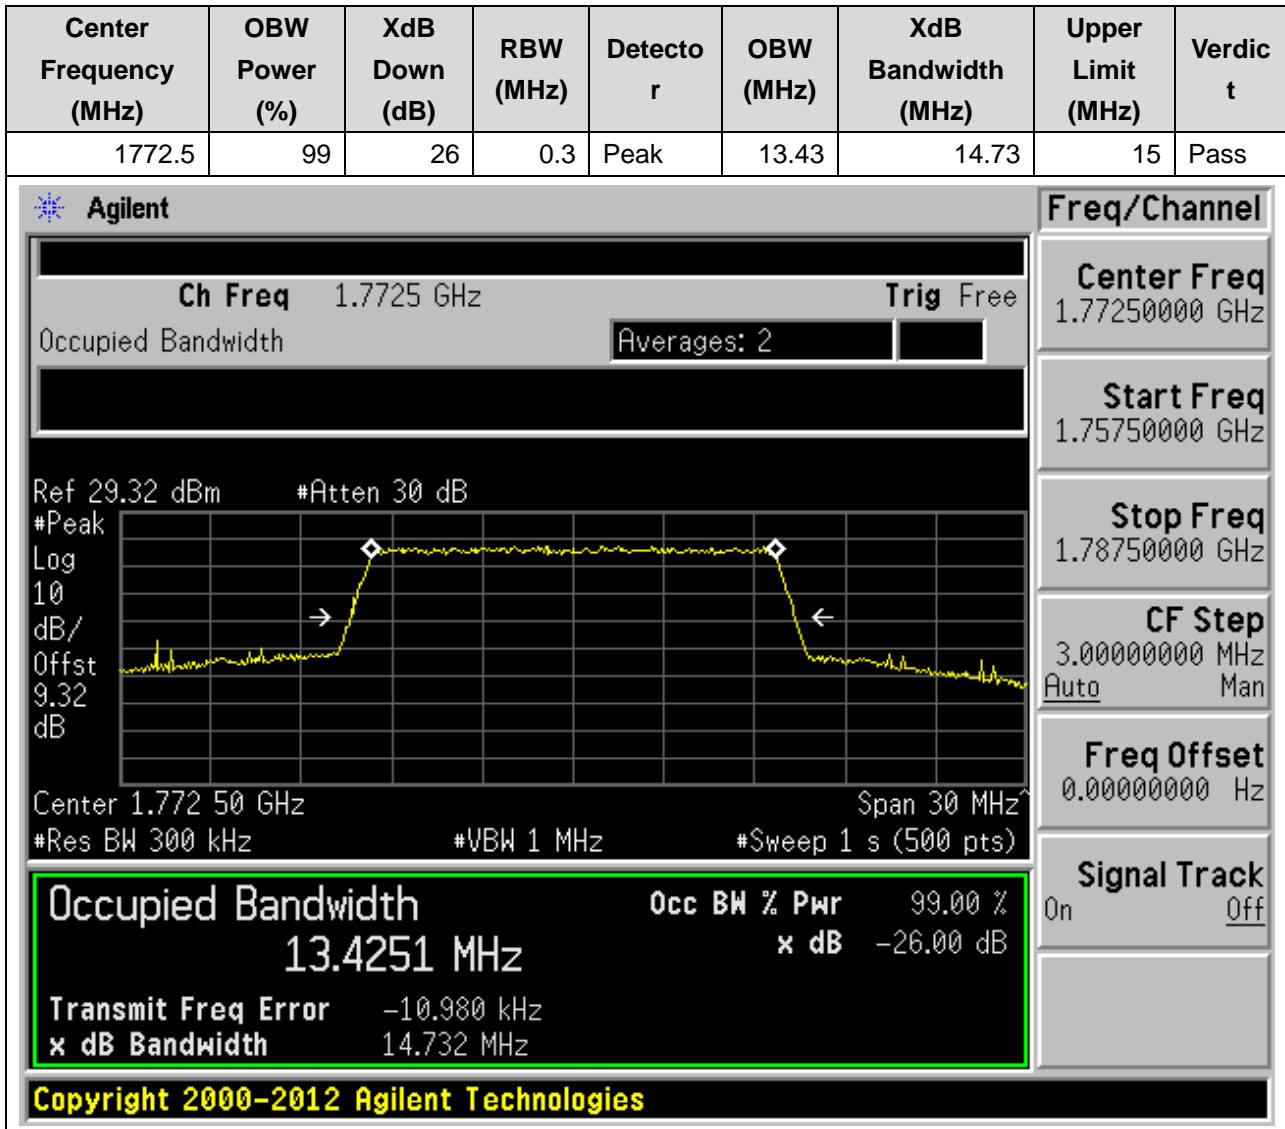 Center Frequency (MHz) OBW Power (%) XdB Down (dB) RBW (MHz) Detecto r OBW (MHz) XdB Bandwidth (MHz) Upper Limit (MHz) Verdic t
1772.5 99 26 0.3 Peak 13.43 14.73 15 Pass
Agilent
Ch Freq 1.7725 GHz Trig Free
Occupied Bandwidth Averages: 2
Ref 29.32 dBm #Atten 30 dB
#Peak
Log
10
dB/
Offst
9.32
dB
Center 1.772 50 GHz Span 30 MHz^
#Res BW 300 kHz #VBW 1 MHz #Sweep 1 s (500 pts)
Occupied Bandwidth Occ BW % Pwr 99.00 %
13.4251 MHz x dB -26.00 dB
Transmit Freq Error -10.980 kHz
x dB Bandwidth 14.732 MHz
Copyright 2000-2012 Agilent Technologies
Freq/Channel
Center Freq
1.77250000 GHz
Start Freq
1.75750000 GHz
Stop Freq
1.78750000 GHz
CF Step
3.00000000 MHz
Auto Man
Freq Offset
0.00000000 Hz
Signal Track
On Off